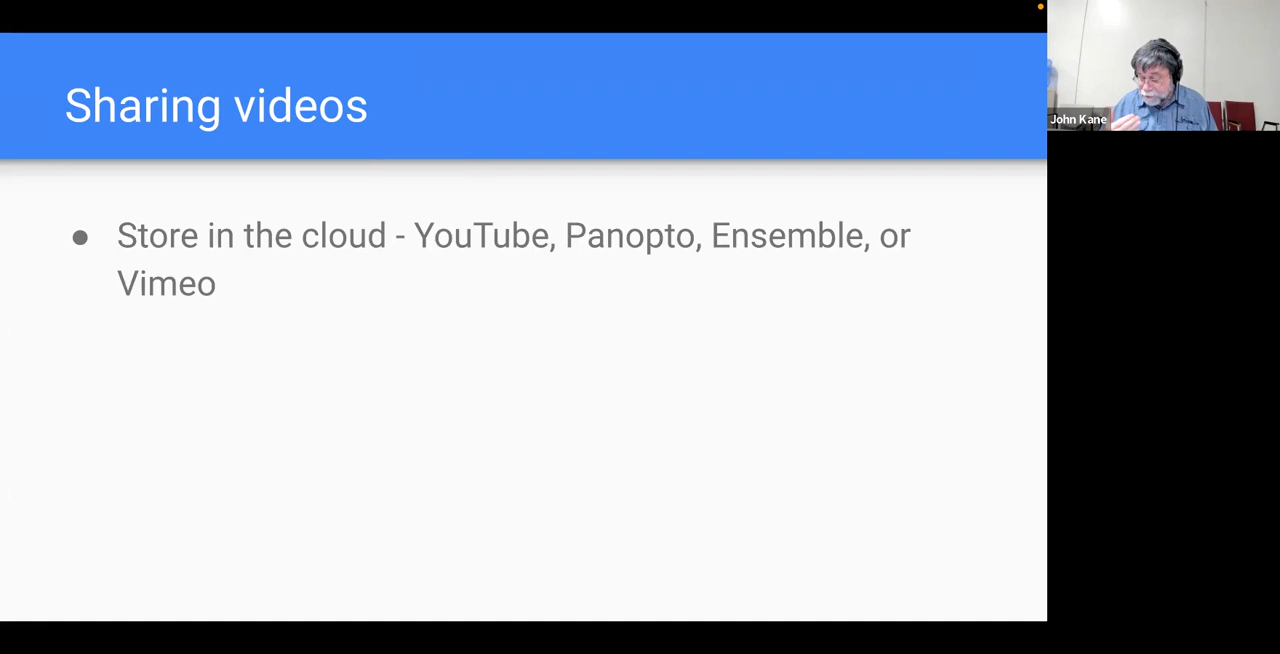 Sharing videos
● Store in the cloud - YouTube, Panopto, Ensemble, or
Vimeo
John Kane